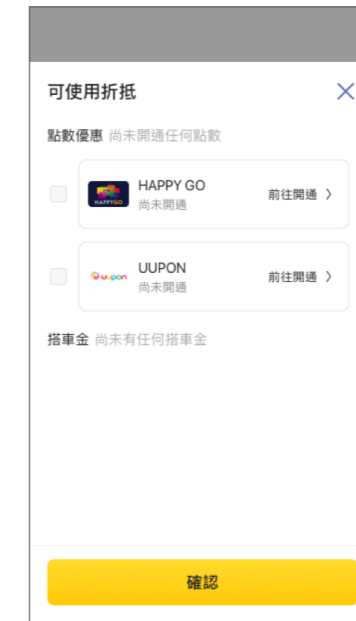 可使用折抵
點數優惠 尚未開通任何點數
HAPPY GO
HAPPYGO
尚未開通
前往開通
UUPON
uupon
尚未開通
前往開通
搭車金 尚未有任何搭車金
確認